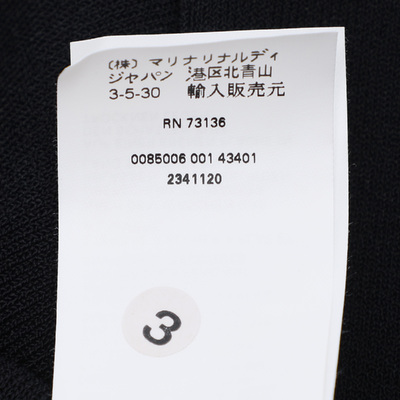 (株) マリナリナルディ
ジャパン 港区北青山
3-5-30 輸入販売元
RN 73136
0085006 001 43401
2341120
3